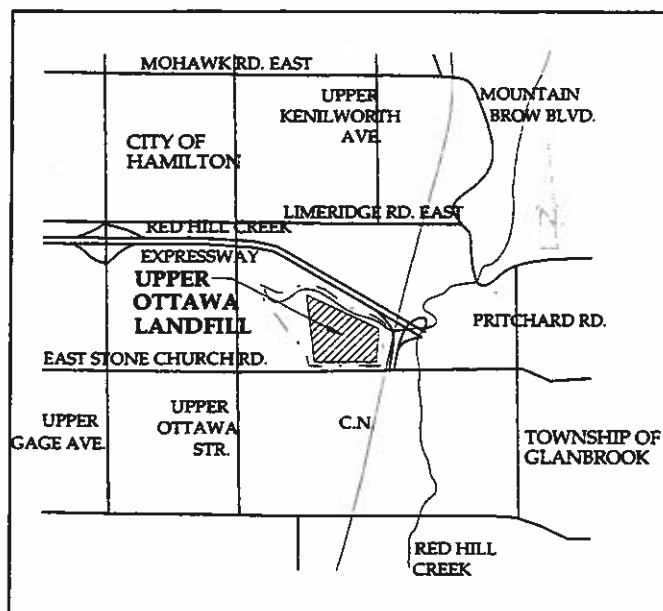 MOHAWK RD. EAST
UPPER
KENILWORTH
AVE.
MOUNTAIN
BROW BLVD.
CITY OF
HAMILTON
LIMERIDGE RD. EAST
RED HILL CREEK
EXPRESSWAY
UPPER
OTTAWA
LANDFILL
PRITCHARD RD.
EAST STONE CHURCH RD.
UPPER
GAGE AVE.
UPPER
OTTAWA
STR.
C.N.
TOWNSHIP OF
GLANBROOK
RED HILL
CREEK